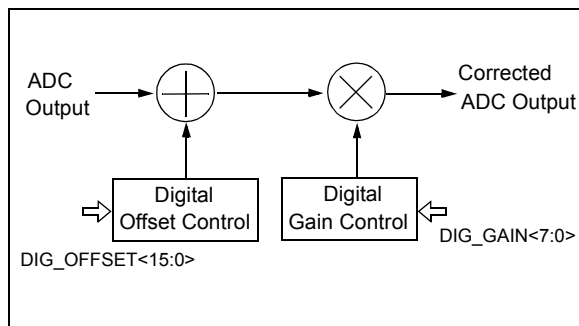 ADC
Output
Corrected
ADC Output
Digital
Offset Control
Digital
Gain Control
DIG_OFFSET<15:0>
DIG_GAIN<7:0>